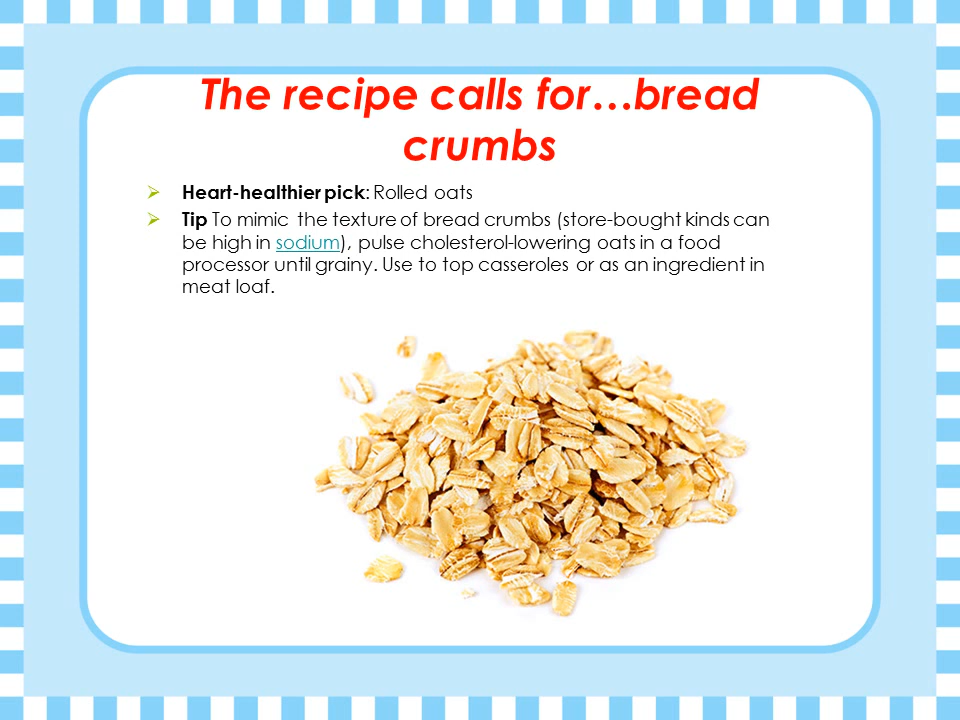 The recipe calls for…bread
crumbs
Heart-healthier pick: Rolled oats
Tip To mimic the texture of bread crumbs (store-bought kinds can
be high in sodium), pulse cholesterol-lowering oats in a food
processor until grainy. Use to top casseroles or as an ingredient in
meat loaf.